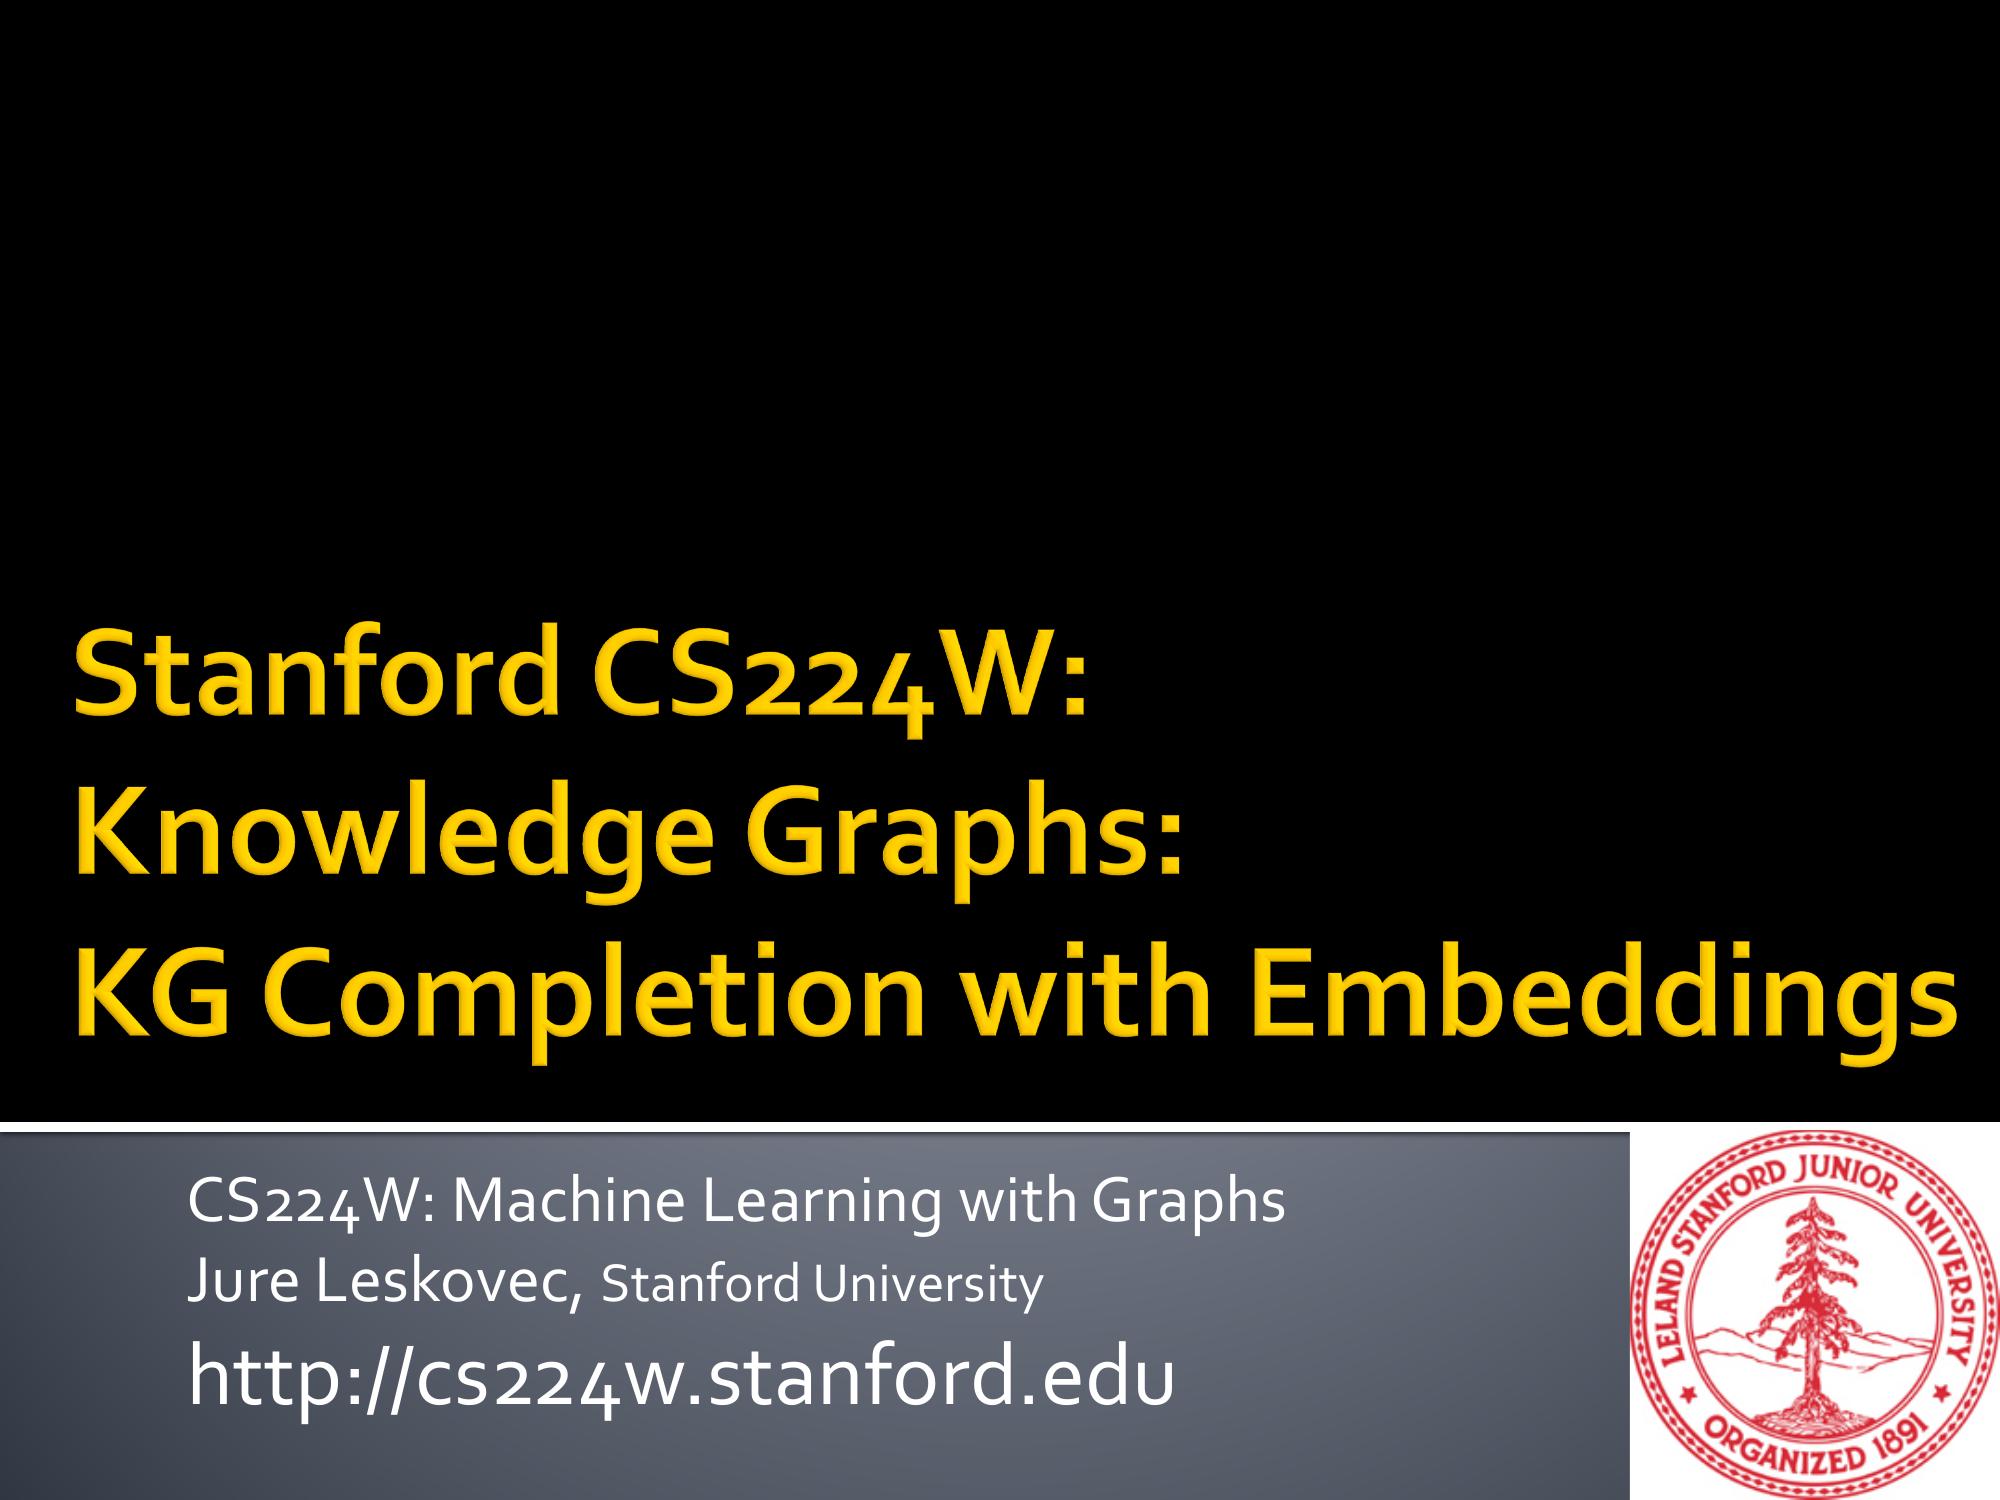 Stanford CS224W:
Knowledge Graphs:
KG Completion with Embeddings
CS224W: Machine Learning with Graphs
Jure Leskovec, Stanford University
http://cs224w.stanford.edu
LELAND STANFORD JUNIOR UNIVERSITY
ORGANIZED 1891